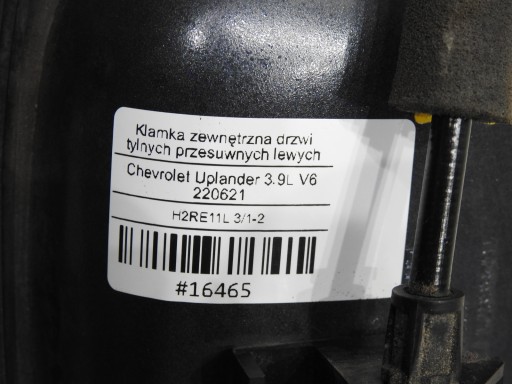 Klamka zewnętrzna drzwi
tylnych przesuwnych lewych
Chevrolet Uplander 3.9L V6
220621
H2RE11L 3/1-2
#16465